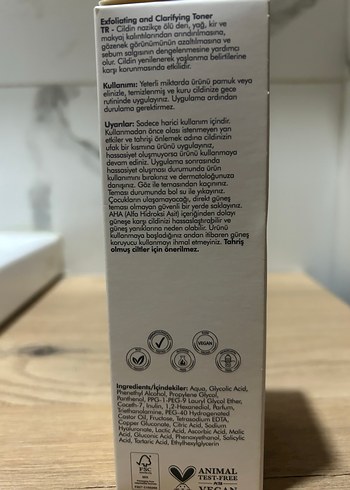 Exfoliating and Clarifying Toner
TR - Cildin nazikçe ölü deri, yağ, kir ve
makyaj kalıntılarından arındırılmasına,
gözenek görünümünün azaltılmasına ve
sebum salgısının dengelenmesine yardımcı
olur. Cildin yenilenerek yaşlanma belirtilerine
karşı korunmasında etkilidir.
Kullanımı: Yeterli miktarda ürünü pamuk veya
elinizle, temizlenmiş ve kuru cildinize gece
rutininde uygulayınız. Uygulama ardından
durulama gerektirmez.
Uyarılar: Sadece harici kullanım içindir.
Kullanmadan önce olası istenmeyen yan
etkiler ve tahrişi önlemek adına cildinizin
ufak bir kısmına ürünü uygulayınız,
hassasiyet oluşmuyorsa ürünü kullanmaya
devam ediniz. Uygulama sonrasında
hassasiyet oluşması durumunda ürün
kullanımını bırakınız ve dermatoloğunuza
danışınız. Göz ile temasından kaçınınız.
Teması durumunda bol su ile yıkayınız.
Çocukların ulaşamayacağı, direkt güneş
teması olmayan güvenli bir yerde saklayınız.
AHA (Alfa Hidroksi Asit) içeriğinden dolayı
güneşe karşı cildinizi hassaslaştırabilir ve
güneş yanıklarına neden olabilir. Ürünü
kullanmaya başladığınız andan itibaren güneş
koruyucu kullanmayı ihmal etmeyiniz. Tahriş
olmuş ciltler için önerilmez.
VEGAN
Ingredients/İçindekiler: Aqua, Glycolic Acid,
Phenethyl Alcohol, Propylene Glycol,
Panthenol, PPG-1-PEG-9 Lauryl Glycol Ether,
Coceth-7, Inulin, 1,2-Hexanediol, Parfum,
Triethanolamine, PEG-40 Hydrogenated
Castor Oil, Fructose, Tetrasodium EDTA,
Copper Gluconate, Citric Acid, Sodium
Hyaluronate, Lactic Acid, Ascorbic Acid, Malic
Acid, Gluconic Acid, Phenoxyethanol, Salicylic
Acid, Tartaric Acid, Ethylhexylglycerin
FSC
ANIMAL
TEST-FREE
VEGAN